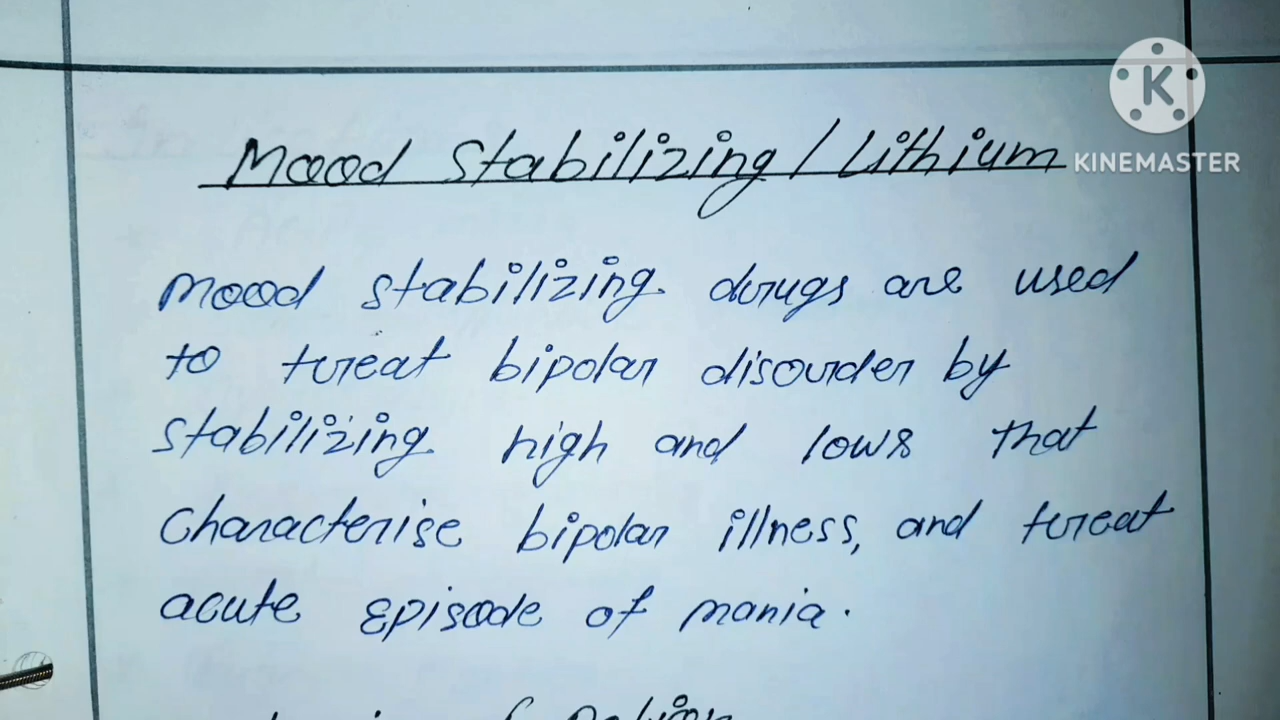 K
KINEMASTER
Mood Stabilizing / Lithium
Mood stabilizing drugs are used
to treat bipolar disorder by
stabilizing high and lows that
characterise bipolar illness, and treat
acute episode of mania.